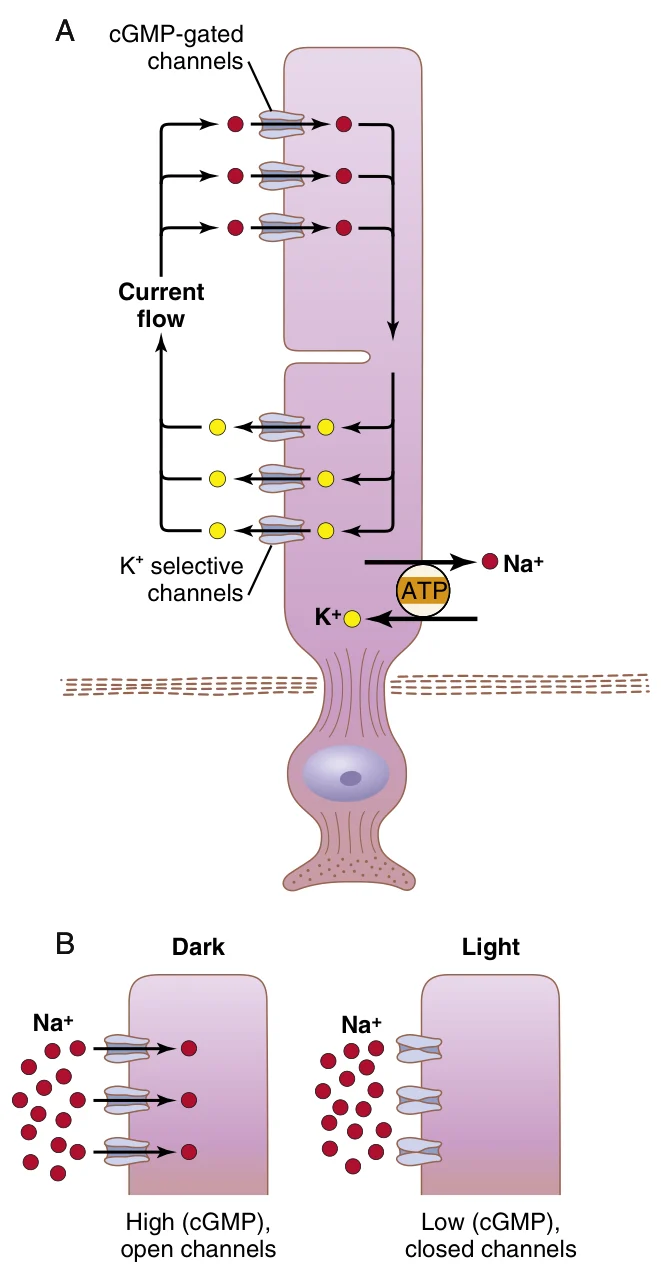 A
cGMP-gated
channels
Current
flow
K⁺ selective
channels
Na⁺
ATP
K⁺
B
Dark
Light
Na⁺
Na⁺
High (cGMP),
open channels
Low (cGMP),
closed channels